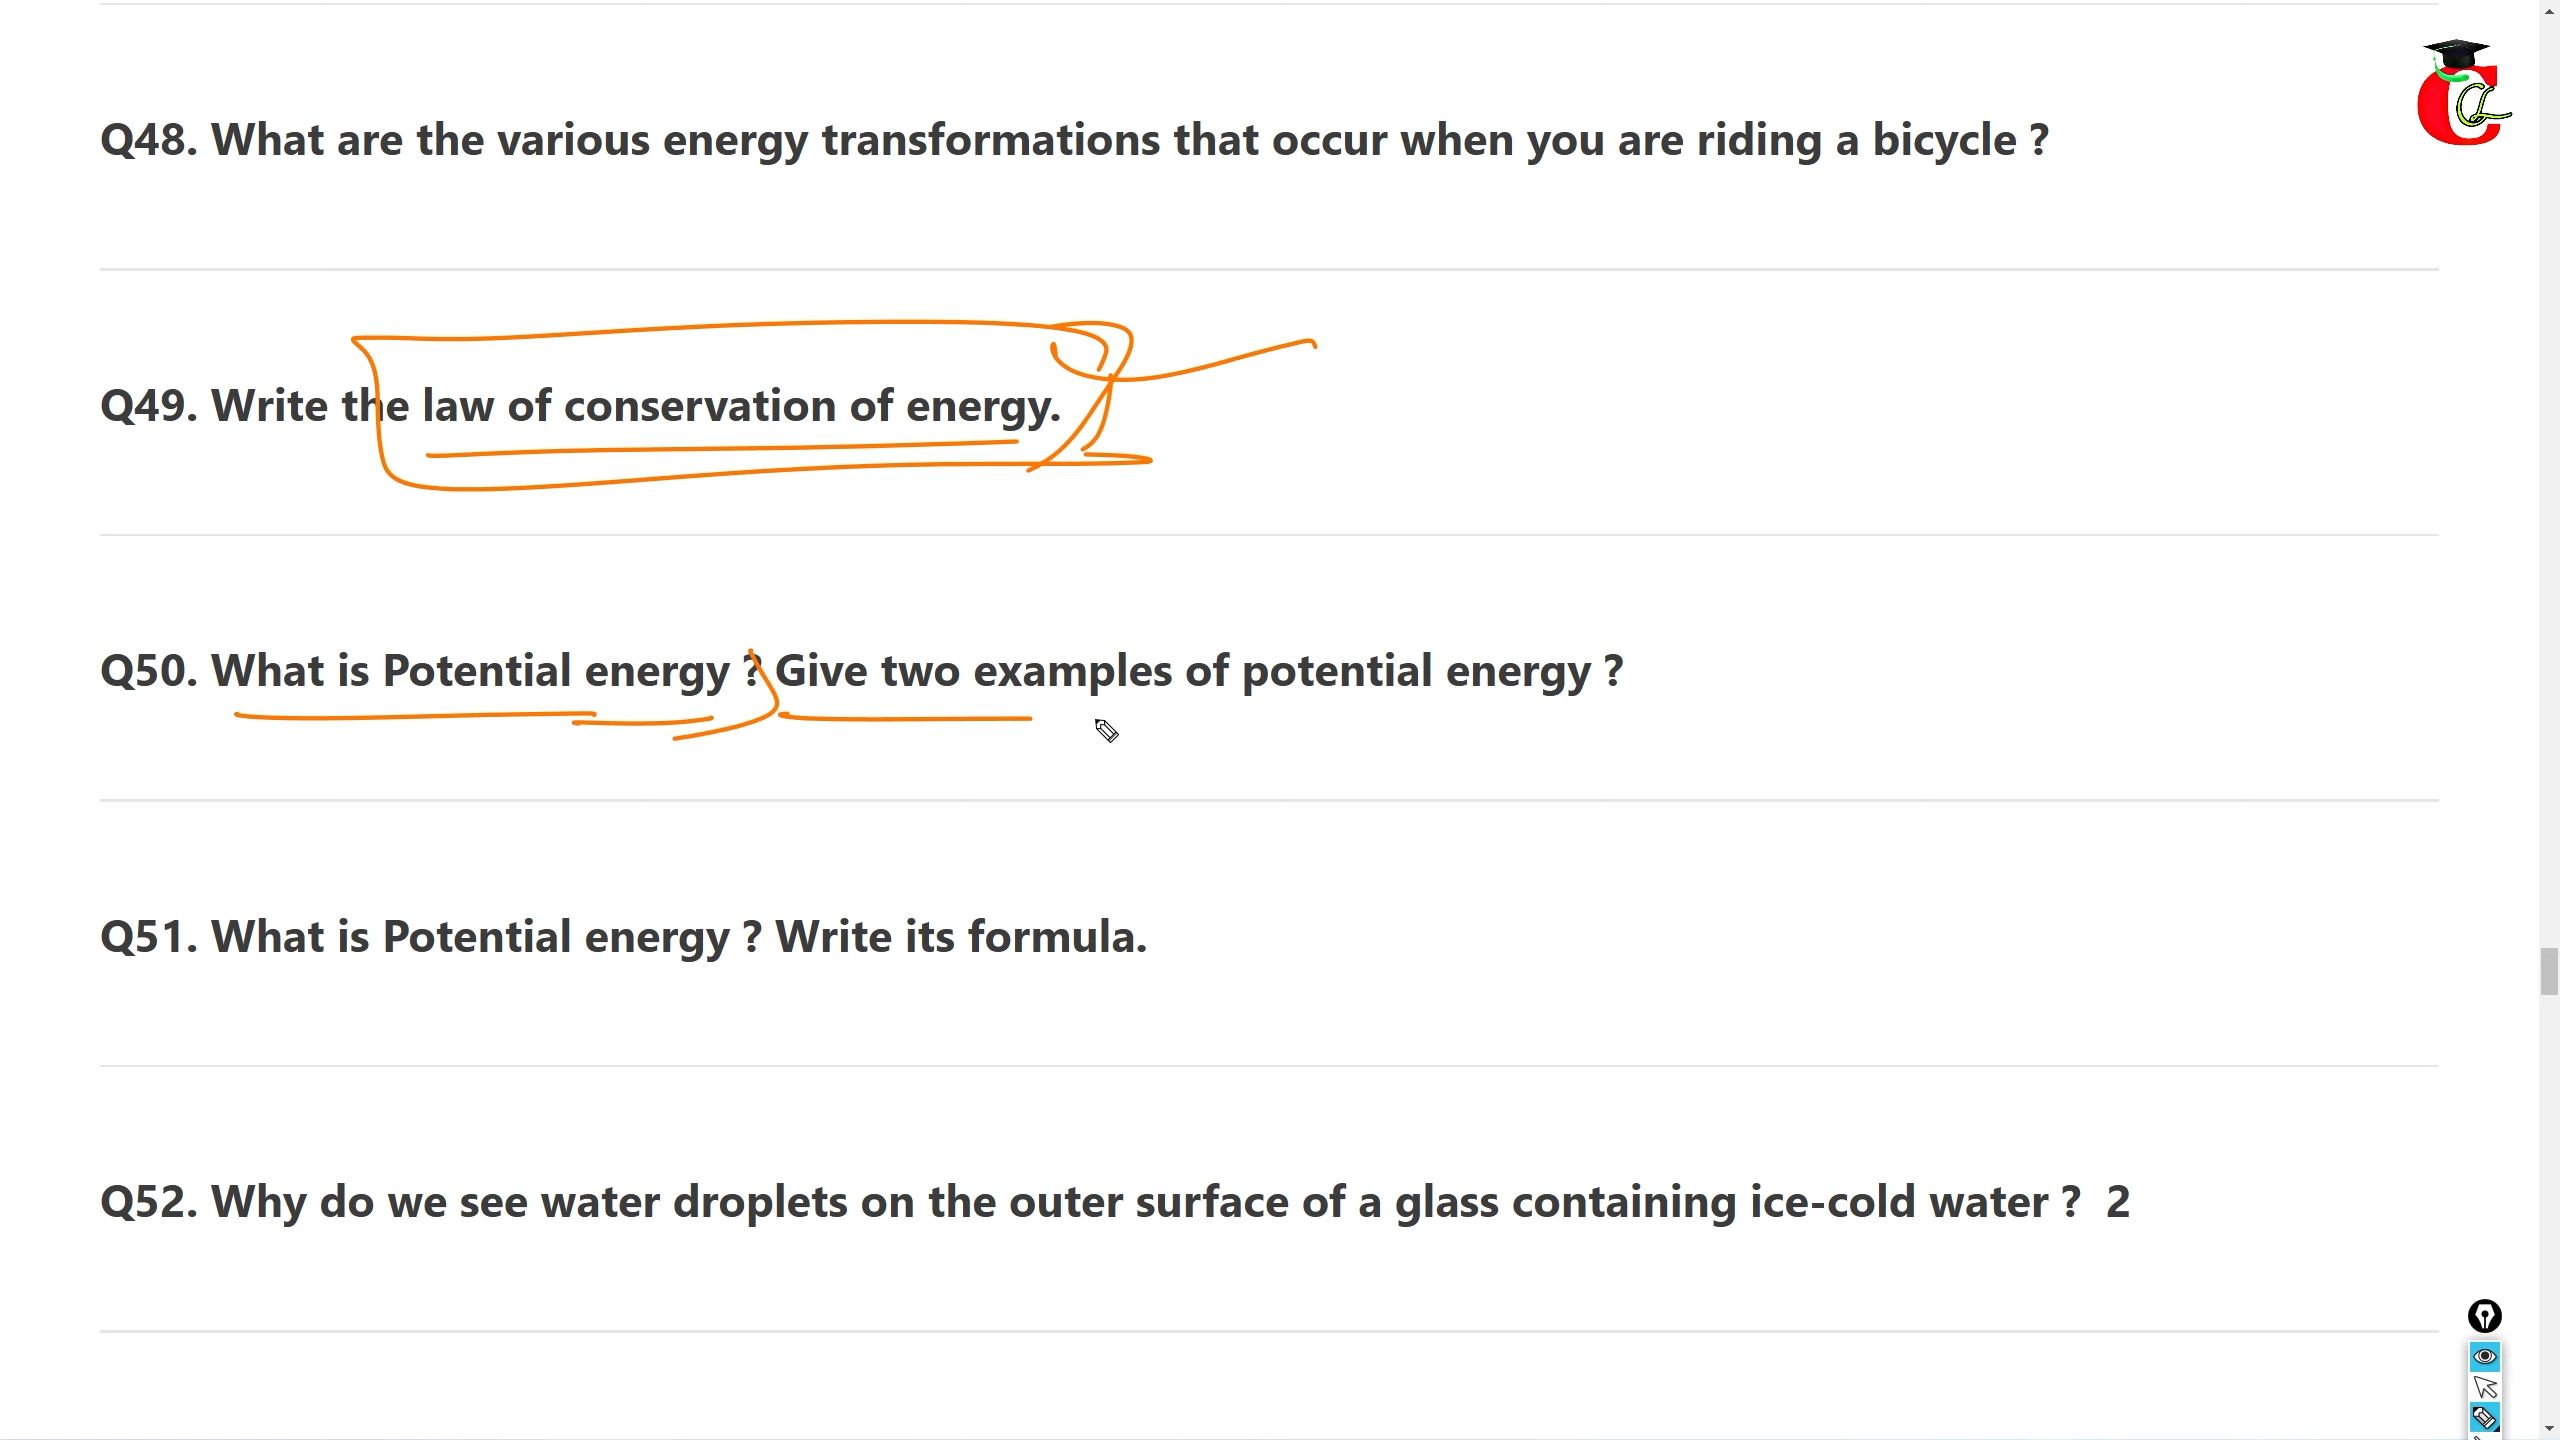 Q48. What are the various energy transformations that occur when you are riding a bicycle ?
Q49. Write the law of conservation of energy.
Q50. What is Potential energy ? Give two examples of potential energy ?
Q51. What is Potential energy ? Write its formula.
Q52. Why do we see water droplets on the outer surface of a glass containing ice-cold water ?  2